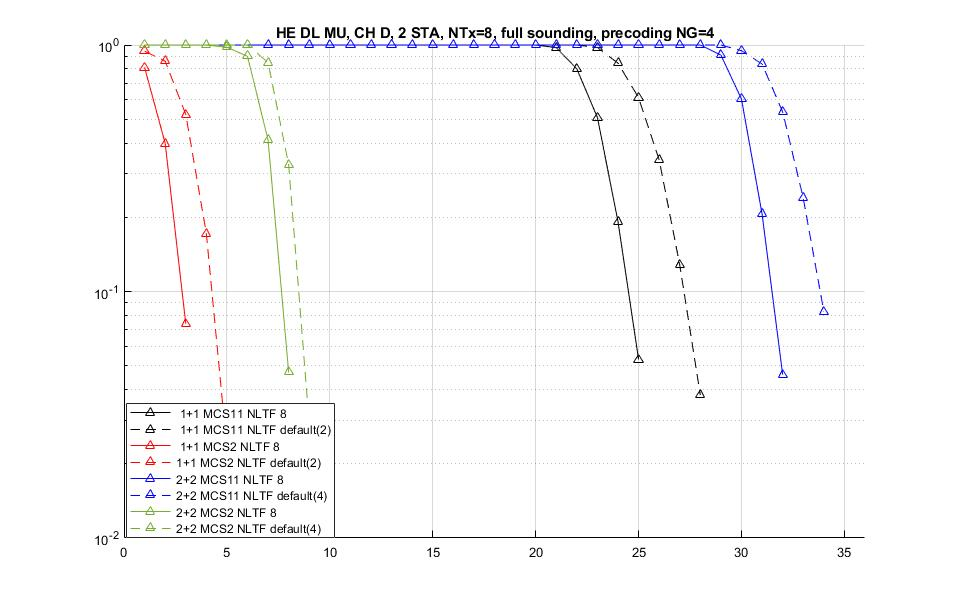 HE DL MU, CH D, 2 STA, NTx=8, full sounding, precoding NG=4
10^0
10^-1
10^-2
1+1 MCS11 NLTF 8
1+1 MCS11 NLTF default(2)
1+1 MCS2 NLTF 8
1+1 MCS2 NLTF default(2)
2+2 MCS11 NLTF 8
2+2 MCS11 NLTF default(4)
2+2 MCS2 NLTF 8
2+2 MCS2 NLTF default(4)
0 5 10 15 20 25 30 35